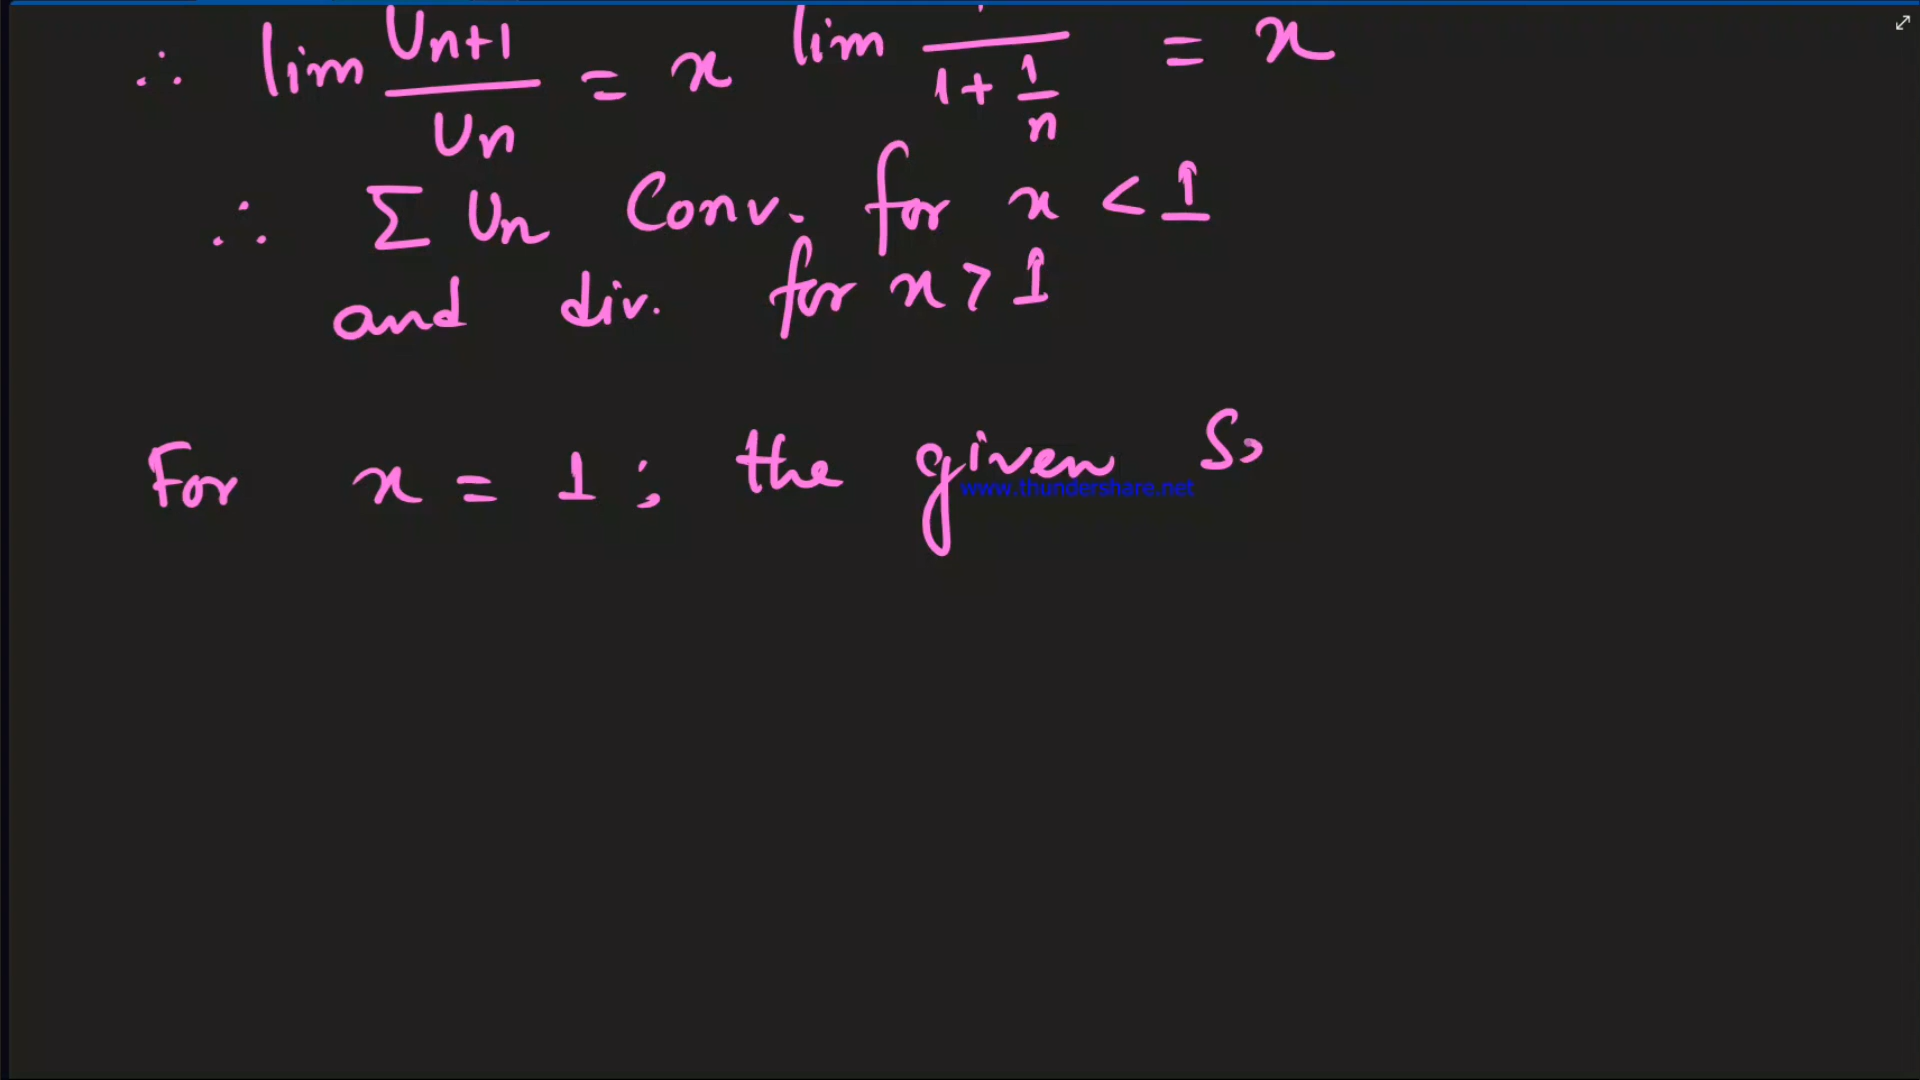 ∴ lim Un+1/Un = x lim 1/(1 + 1/n) = x
∴ Σ Un Conv. for x < 1
and div. for x > 1
For x = 1 ; the given S
www.thundershare.net